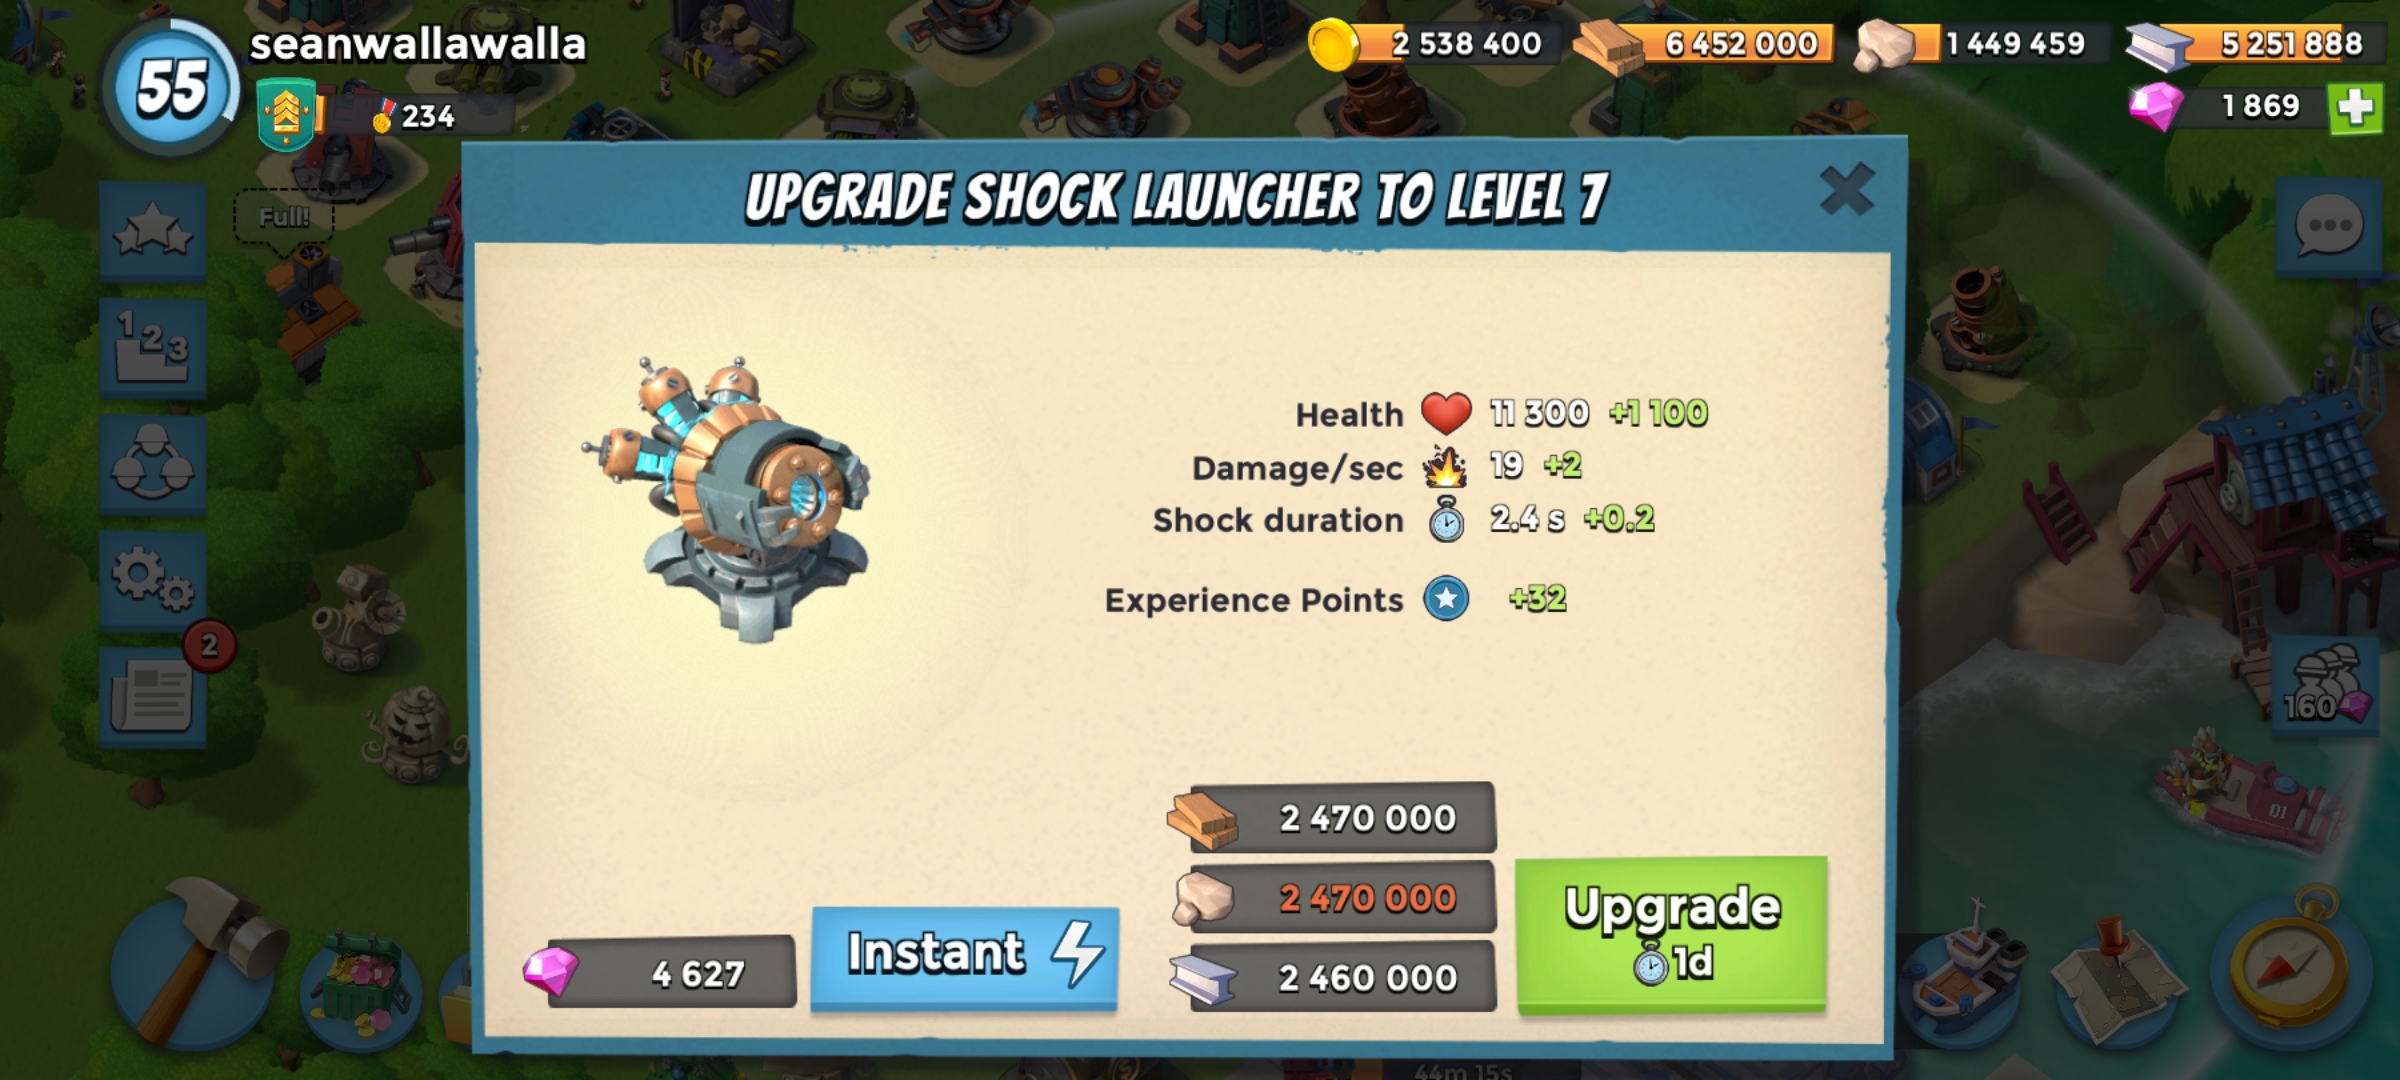 55
seanwallawalla
234
2 538 400
6 452 000
1 449 459
5 251 888
1 869
Full!
1 2 3
2
UPGRADE SHOCK LAUNCHER TO LEVEL 7
Health 11 300 +1 100
Damage/sec 19 +2
Shock duration 2.4 s +0.2
Experience Points +32
160
2 470 000
2 470 000
2 460 000
4 627
Instant
Upgrade
1d
44m 15s